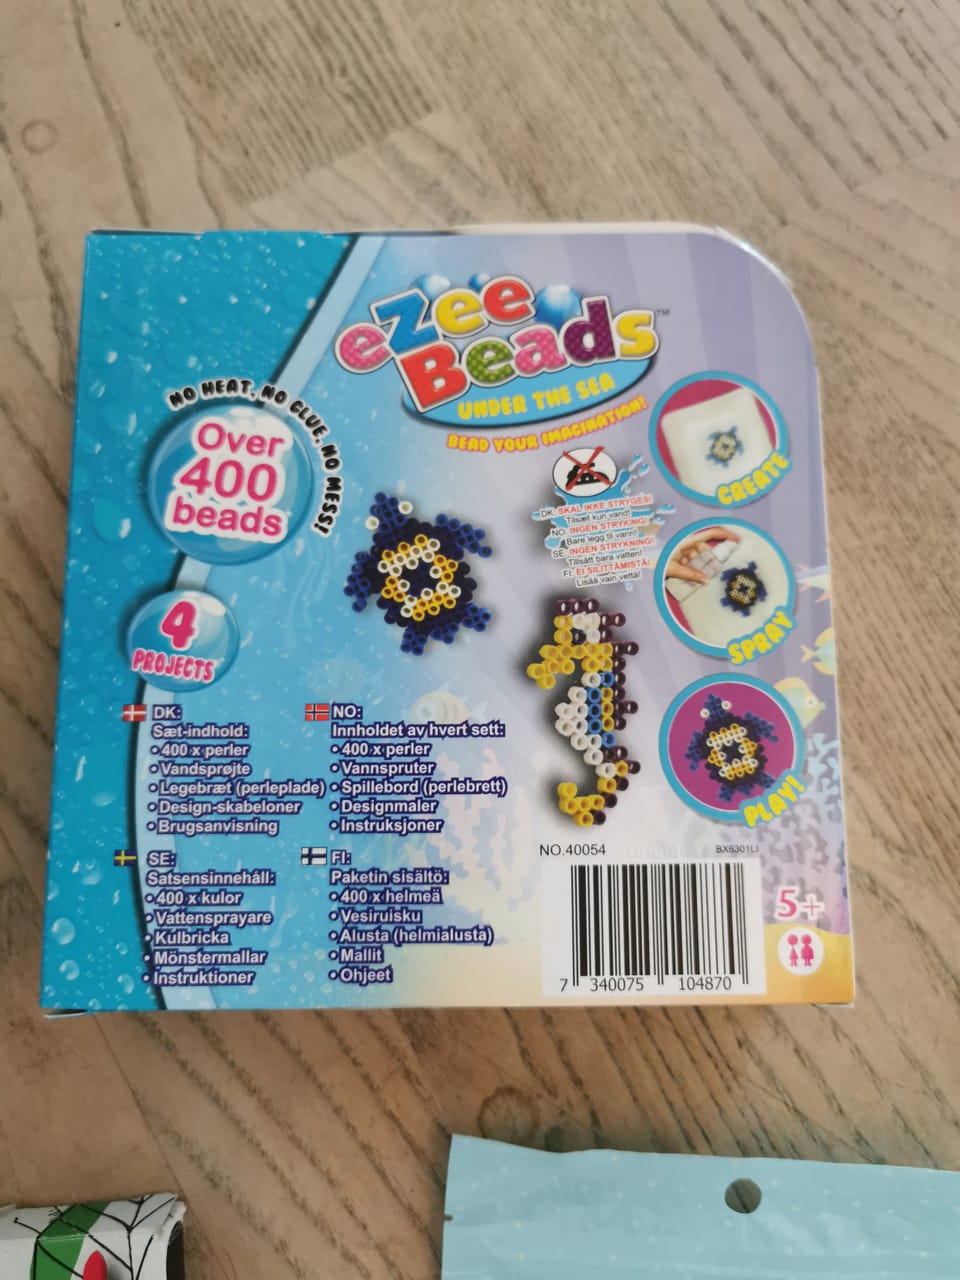 eZee
Beads™
UNDER THE SEA
BEAD YOUR IMAGINATION!
NO HEAT, NO GLUE, NO MESS!
Over
400
beads
4
PROJECTS
DK: SKAL IKKE STRYGES!
Tilsæt kun vand!
NO: INGEN STRYKING!
Bare legg til vann!
SE: INGEN STRYKNING!
Tillsätt bara vatten!
FI: EI SILITTÄMISTÄ!
Lisää vain vettä!
CREATE
SPRAY
PLAY!
DK:
Sæt-indhold:
• 400 x perler
• Vandsprøjte
• Legebræt (perleplade)
• Design-skabeloner
• Brugsanvisning
NO:
Innholdet av hvert sett:
• 400 x perler
• Vannspruter
• Spillebord (perlebrett)
• Designmaler
• Instruksjoner
SE:
Satsensinnehåll:
• 400 x kulor
• Vattensprayare
• Kulbricka
• Mönstermallar
• Instruktioner
FI:
Paketin sisältö:
• 400 x helmeä
• Vesiruisku
• Alusta (helmialusta)
• Mallit
• Ohjeet
NO.40054
BX6301LI
7 340075 104870
5+